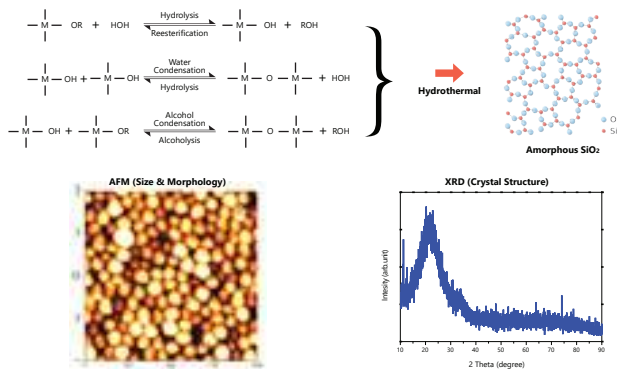 Hydrolysis
M OR + HOH M OH + ROH
Reesterification
Water
Condensation
M OH + M OH M O M + HOH
Hydrolysis
Alcohol
Condensation
M OH + M OR M O M + ROH
Alcoholysis
Hydrothermal
O
Si
Amorphous SiO₂
AFM (Size & Morphology)
XRD (Crystal Structure)
Intesity (arb.unit)
10 20 30 40 50 60 70 80 90
2 Theta (degree)